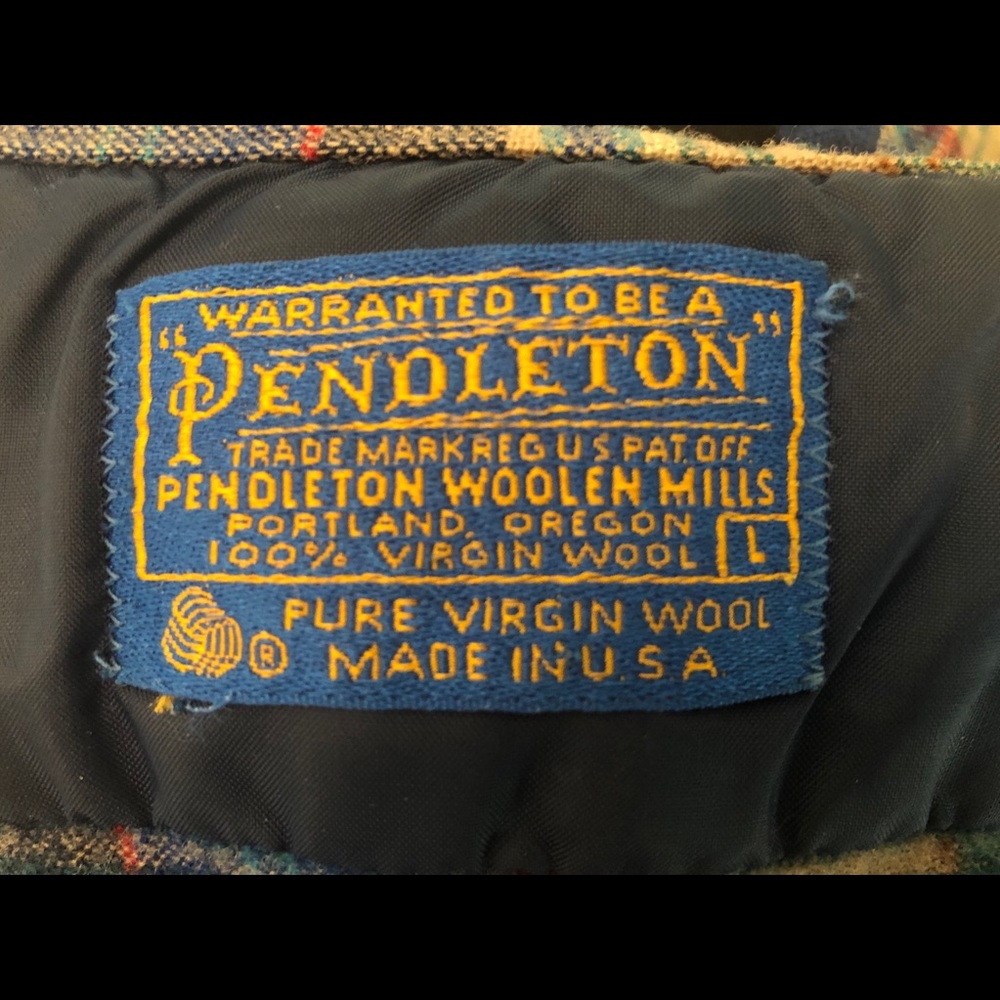 WARRANTED TO BE A
"PENDLETON"
TRADE MARK REG U S PAT. OFF.
PENDLETON WOOLEN MILLS
PORTLAND, OREGON
100% VIRGIN WOOL L
PURE VIRGIN WOOL
® MADE IN U.S.A.